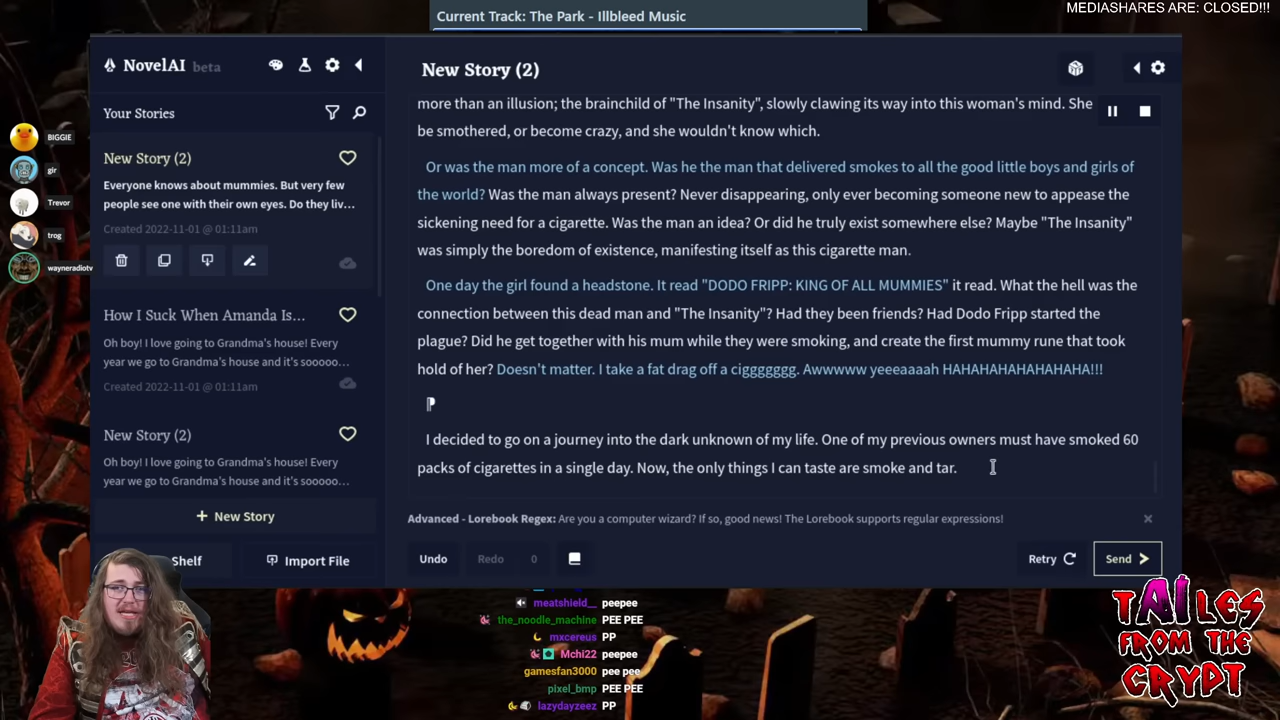 Current Track: The Park - Illbleed Music
MEDIASHARES ARE: CLOSED!!!
NovelAI beta
Your Stories
New Story (2)
Everyone knows about mummies. But very few
people see one with their own eyes. Do they liv...
Created 2022-11-01 @ 01:11am
How I Suck When Amanda Is...
Oh boy! I love going to Grandma's house! Every
year we go to Grandma's house and it's sooooo...
Created 2022-11-01 @ 01:11am
New Story (2)
Oh boy! I love going to Grandma's house! Every
year we go to Grandma's house and it's sooooo...
+ New Story
Shelf
Import File
BIGGIE
gir
Trevor
trog
wayneradiotv
New Story (2)
more than an illusion; the brainchild of "The Insanity", slowly clawing its way into this woman's mind. She
be smothered, or become crazy, and she wouldn't know which.
Or was the man more of a concept. Was he the man that delivered smokes to all the good little boys and girls of
the world? Was the man always present? Never disappearing, only ever becoming someone new to appease the
sickening need for a cigarette. Was the man an idea? Or did he truly exist somewhere else? Maybe "The Insanity"
was simply the boredom of existence, manifesting itself as this cigarette man.
One day the girl found a headstone. It read "DODO FRIPP: KING OF ALL MUMMIES" it read. What the hell was the
connection between this dead man and "The Insanity"? Had they been friends? Had Dodo Fripp started the
plague? Did he get together with his mum while they were smoking, and create the first mummy rune that took
hold of her? Doesn't matter. I take a fat drag off a cigggggggg. Awwwww yeeeaaaah HAHAHAHAHAHAHAHA!!!
I decided to go on a journey into the dark unknown of my life. One of my previous owners must have smoked 60
packs of cigarettes in a single day. Now, the only things I can taste are smoke and tar.
Advanced - Lorebook Regex: Are you a computer wizard? If so, good news! The Lorebook supports regular expressions!
Undo
Redo 0
Retry
Send
meatshield__ peepee
the_noodle_machine PEE PEE
mxcereus PP
Mchi22 peepee
gamesfan3000 pee pee
pixel_bmp PEE PEE
lazydayzeez PP
TAILES
FROM THE
CRYPT